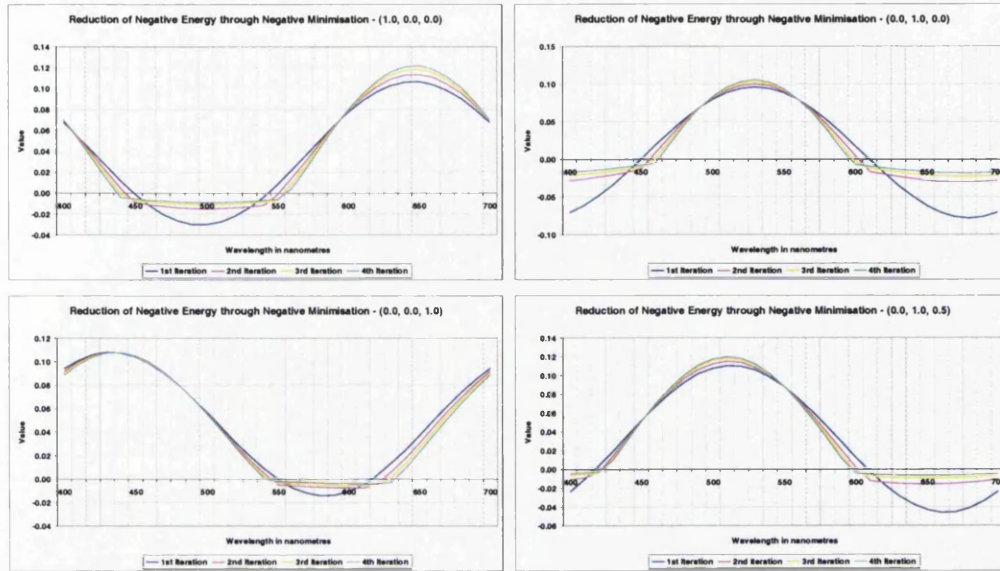 Reduction of Negative Energy through Negative Minimisation - (1.0, 0.0, 0.0)
0.14
0.12
0.10
0.08
0.06
0.04
0.02
0.00
-0.02
-0.04
400 450 500 550 600 650 700
Value
Wavelength in nanometres
1st Iteration 2nd Iteration 3rd Iteration 4th Iteration
Reduction of Negative Energy through Negative Minimisation - (0.0, 1.0, 0.0)
0.15
0.10
0.05
0.00
-0.05
-0.10
400 450 500 550 600 650 700
Value
Wavelength in nanometres
1st Iteration 2nd Iteration 3rd Iteration 4th Iteration
Reduction of Negative Energy through Negative Minimisation - (0.0, 0.0, 1.0)
0.12
0.10
0.08
0.06
0.04
0.02
0.00
-0.02
-0.04
400 450 500 550 600 650 700
Value
Wavelength in nanometres
1st Iteration 2nd Iteration 3rd Iteration 4th Iteration
Reduction of Negative Energy through Negative Minimisation - (0.0, 1.0, 0.5)
0.14
0.12
0.10
0.08
0.06
0.04
0.02
0.00
-0.02
-0.04
-0.06
400 450 500 550 600 650 700
Value
Wavelength in nanometres
1st Iteration 2nd Iteration 3rd Iteration 4th Iteration